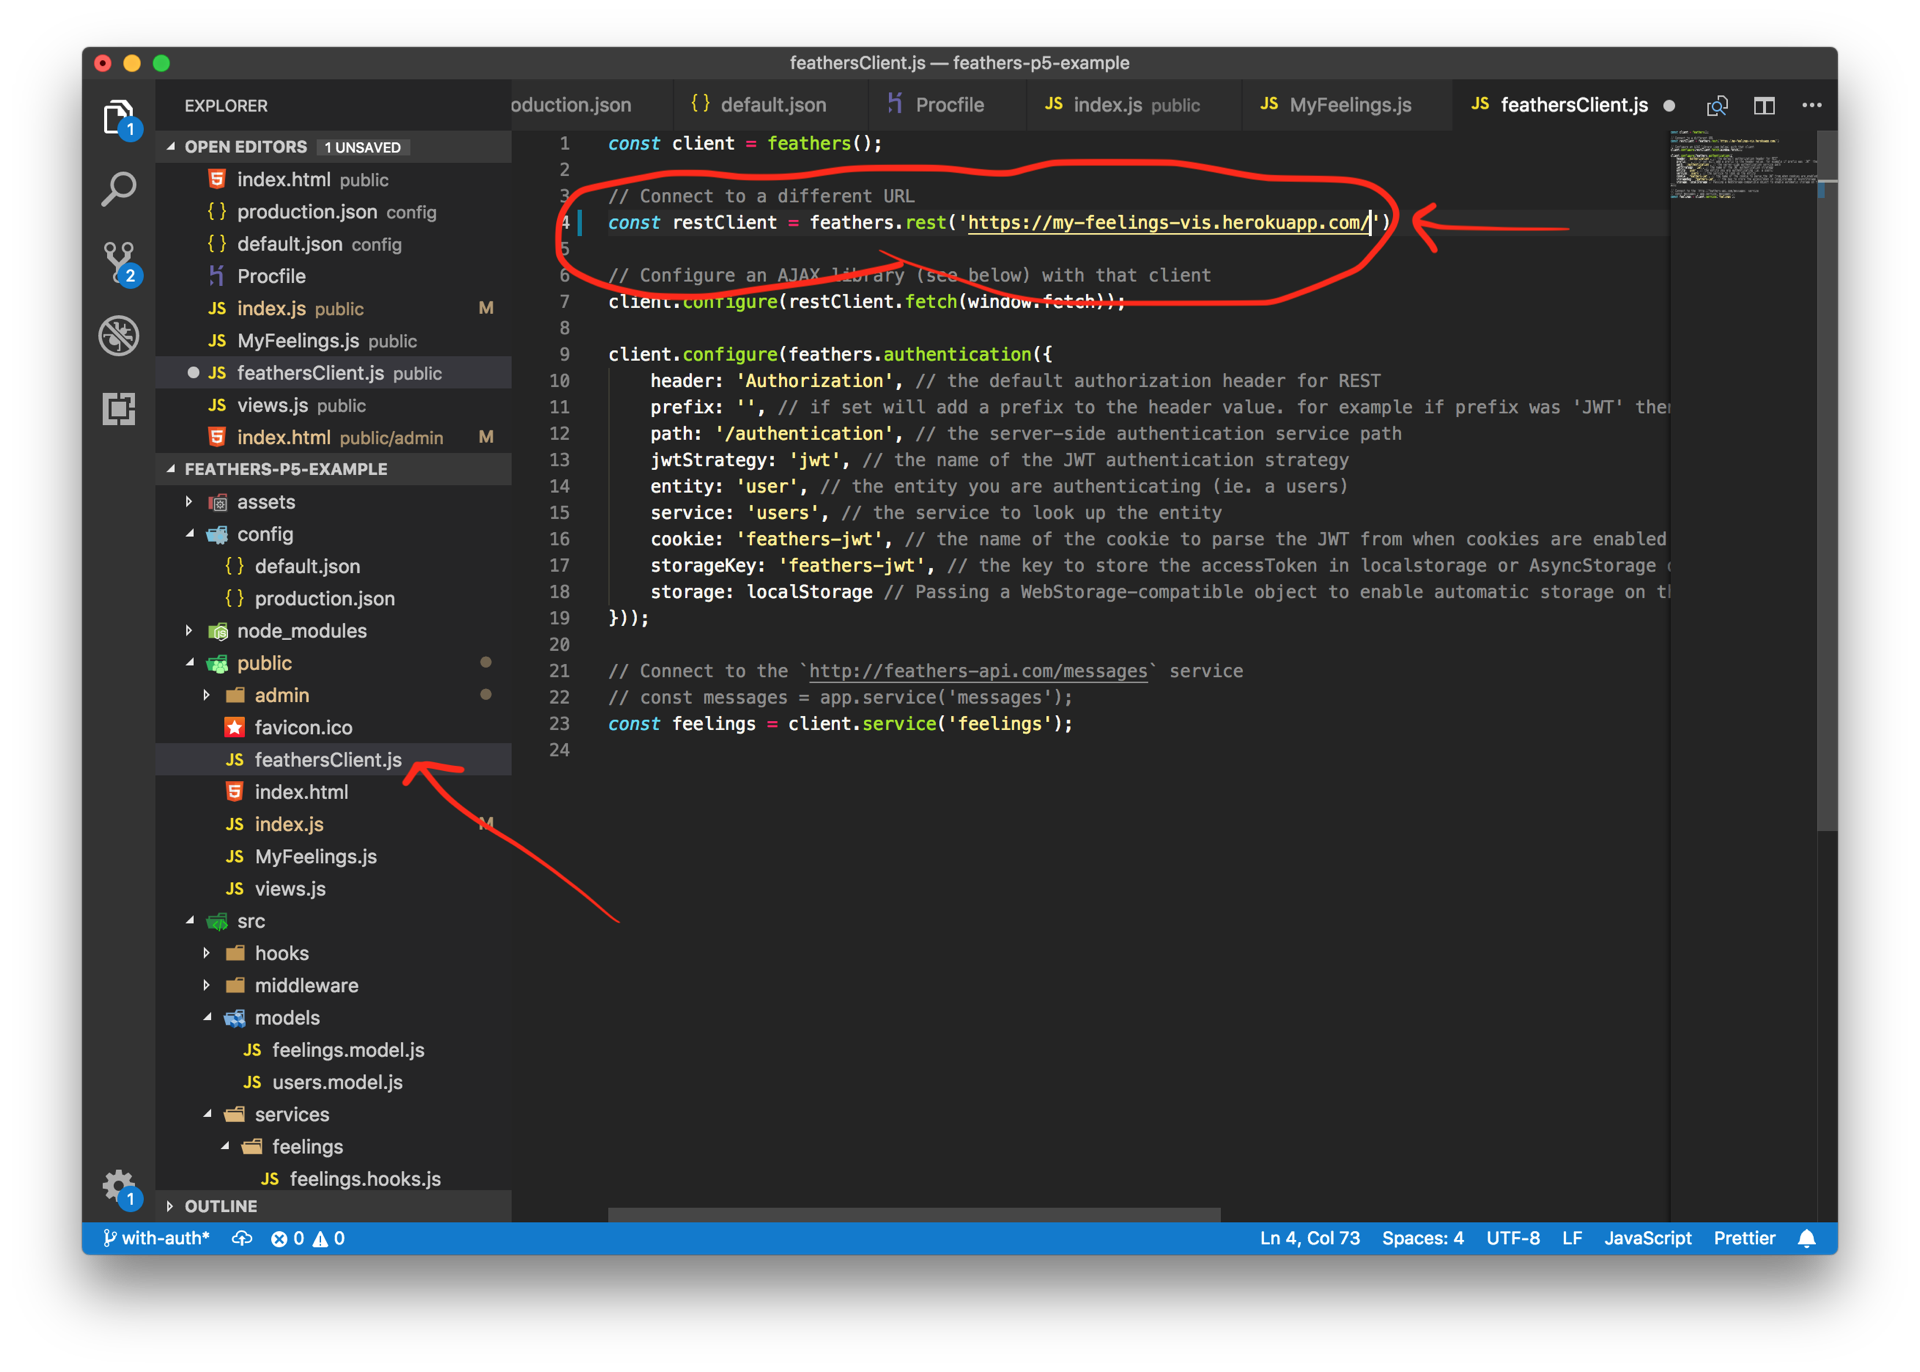 feathersClient.js — feathers-p5-example
EXPLORER
oduction.json
{ } default.json
Procfile
JS index.js public
JS MyFeelings.js
JS feathersClient.js
OPEN EDITORS 1 UNSAVED
index.html public
{ } production.json config
{ } default.json config
Procfile
JS index.js public M
JS MyFeelings.js public
JS feathersClient.js public
JS views.js public
index.html public/admin M
FEATHERS-P5-EXAMPLE
assets
config
{ } default.json
{ } production.json
node_modules
public
admin
favicon.ico
JS feathersClient.js
index.html
JS index.js M
JS MyFeelings.js
JS views.js
src
hooks
middleware
models
JS feelings.model.js
JS users.model.js
services
feelings
JS feelings.hooks.js
OUTLINE
1
2
1
1 const client = feathers();
2
3 // Connect to a different URL
4 const restClient = feathers.rest('https://my-feelings-vis.herokuapp.com/')
5
6 // Configure an AJAX library (see below) with that client
7 client.configure(restClient.fetch(window.fetch));
8
9 client.configure(feathers.authentication({
10 header: 'Authorization', // the default authorization header for REST
11 prefix: '', // if set will add a prefix to the header value. for example if prefix was 'JWT' the
12 path: '/authentication', // the server-side authentication service path
13 jwtStrategy: 'jwt', // the name of the JWT authentication strategy
14 entity: 'user', // the entity you are authenticating (ie. a users)
15 service: 'users', // the service to look up the entity
16 cookie: 'feathers-jwt', // the name of the cookie to parse the JWT from when cookies are enabled
17 storageKey: 'feathers-jwt', // the key to store the accessToken in localstorage or AsyncStorage
18 storage: localStorage // Passing a WebStorage-compatible object to enable automatic storage on
19 }));
20
21 // Connect to the `http://feathers-api.com/messages` service
22 // const messages = app.service('messages');
23 const feelings = client.service('feelings');
24
with-auth* 0 0
Ln 4, Col 73 Spaces: 4 UTF-8 LF JavaScript Prettier